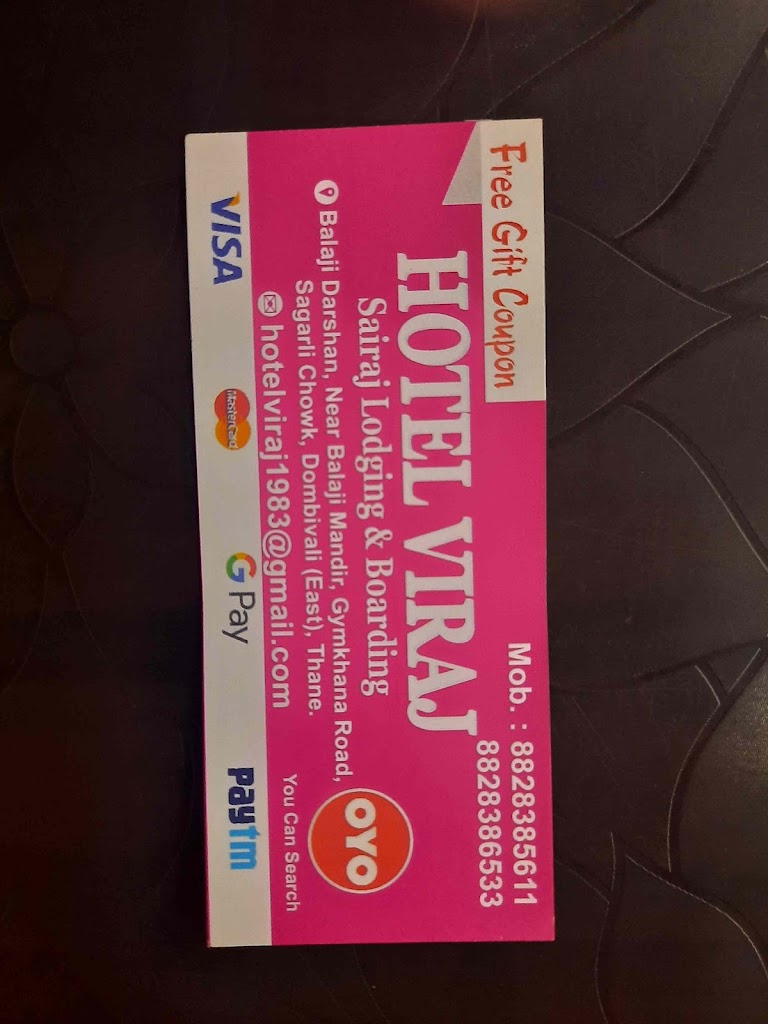 Free Gift Coupon
Mob. : 8828385611
8828386533
HOTEL VIRAJ
Sairaj Lodging & Boarding
Balaji Darshan, Near Balaji Mandir, Gymkhana Road,
Sagarli Chowk, Dombivali (East), Thane.
hotelviraj1983@gmail.com
OYO
You Can Search
VISA
MasterCard
G Pay
paytm